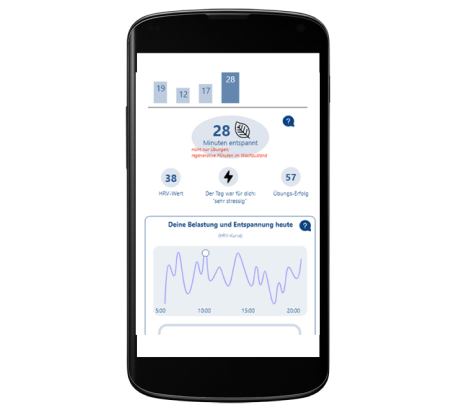 19
12
17
28
28
Minuten entspannt
nicht nur Übungen,
regenerative Minuten im Wachzustand
?
38
57
HRV-Wert
Der Tag war für dich:
"sehr stressig"
Übungs-Erfolg
Deine Belastung und Entspannung heute
?
(HRV-Kurve)
5:00 10:00 15:00 20:00